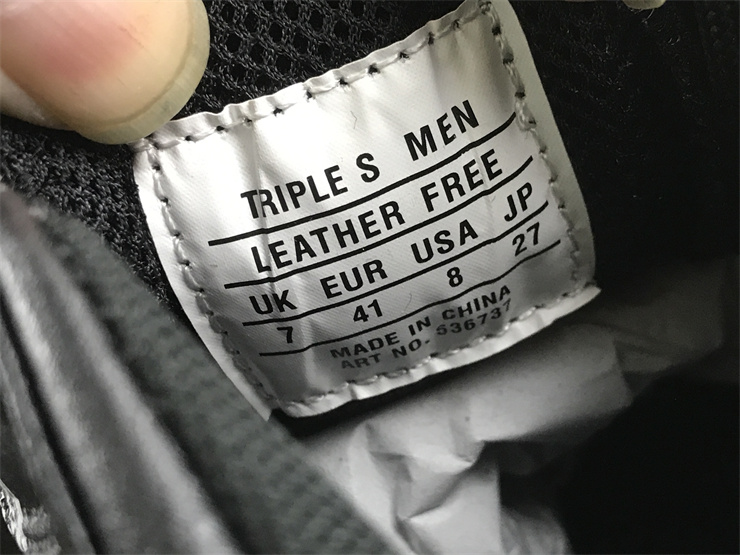 TRIPLE S MEN
LEATHER FREE
UK EUR USA JP
7 41 8 27
MADE IN CHINA
ART NO. 536737